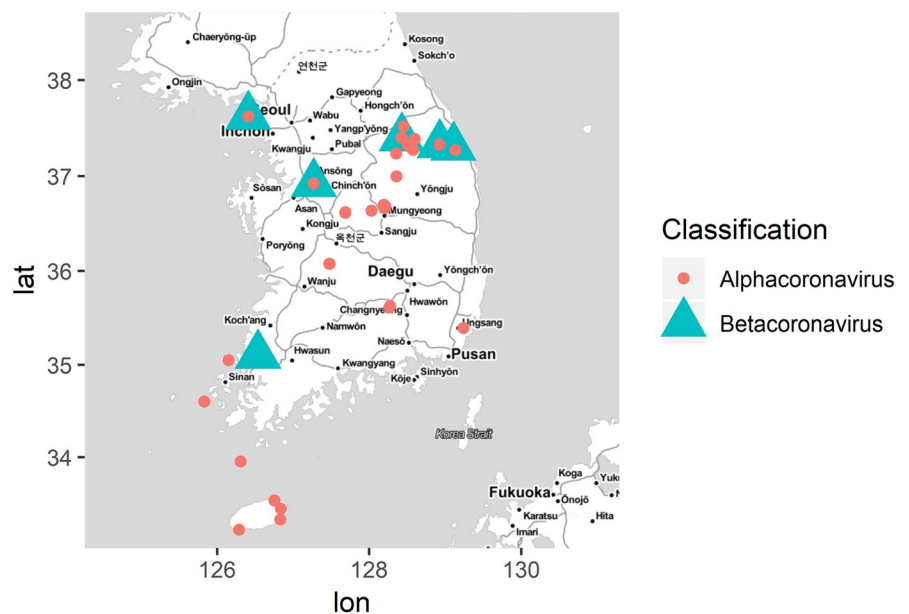 Kosong
Chaeryŏng-ŭp
Sokch'o
연천군
38
Ongjin
Gapyeong
Hongch'ŏn
Seoul
Wabu
Inchon
Yangp'yŏng
Kwangju
Pubal
37
Ansŏng
Chinch'ŏn
Sŏsan
Yŏngju
Asan
Mungyeong
Kongju
옥천군
Sangju
Poryŏng
36
Daegu
Yŏngch'ŏn
Wanju
Hwawŏn
Changnyeong
Koch'ang
Namwŏn
Ungsang
Naesŏ
Hwasun
Pusan
35
Kwangyang
Sinhyŏn
Sinan
Kŏje
Korea Strait
34
Koga
Fukuoka
Ōnojō
Karatsu
Hita
Imari
126
128
130
lon
lat
Classification
Alphacoronavirus
Betacoronavirus